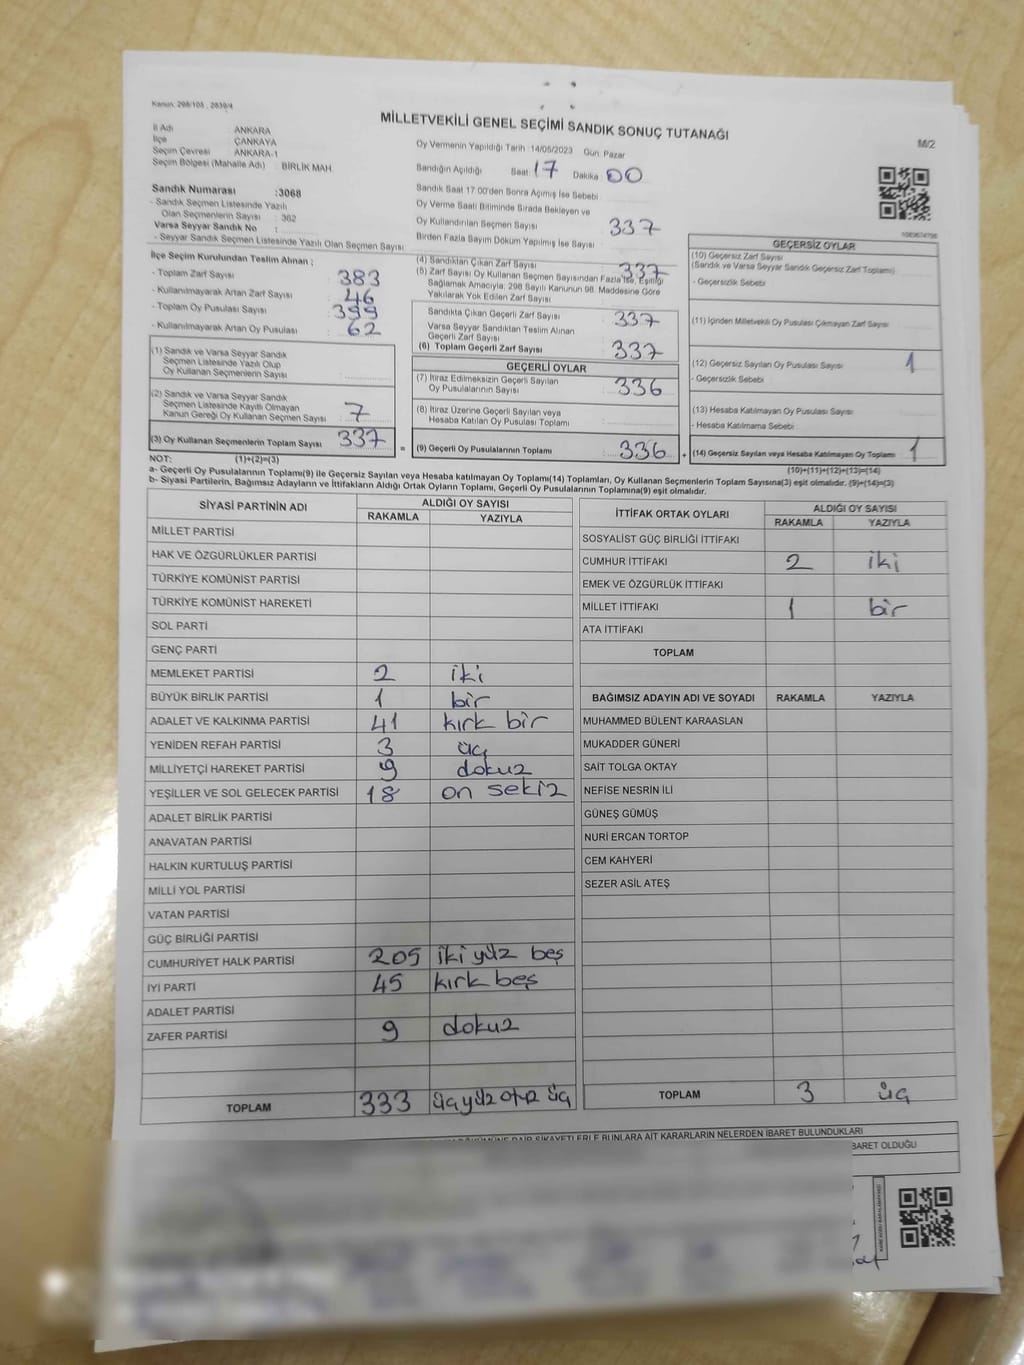 Kanun: 298/105 , 2839/4
MİLLETVEKİLİ GENEL SEÇİMİ SANDIK SONUÇ TUTANAĞI
M/2
İl Adı : ANKARA
İlçe : ÇANKAYA
Seçim Çevresi : ANKARA-1
Seçim Bölgesi (Mahalle Adı) : BİRLİK MAH.
Sandık Numarası :3068
- Sandık Seçmen Listesinde Yazılı
Olan Seçmenlerin Sayısı : 382
Varsa Seyyar Sandık No :
- Seyyar Sandık Seçmen Listesinde Yazılı Olan Seçmen Sayısı
Oy Vermenin Yapıldığı Tarih :14/05/2023 Gün: Pazar
Sandığın Açıldığı Saat 17 Dakika 00
Sandık Saat 17:00'den Sonra Açımış İse Sebebi
Oy Verme Saati Bitiminde Sırada Bekleyen ve
Oy Kullandırılan Seçmen Sayısı : 337
Birden Fazla Sayım Döküm Yapılmış İse Sayısı :
İlçe Seçim Kurulundan Teslim Alınan ;
- Toplam Zarf Sayısı : 383
- Kullanılmayarak Artan Zarf Sayısı : 46
- Toplam Oy Pusulası Sayısı : 399
- Kullanılmayarak Artan Oy Pusulası : 62
(1) Sandık ve Varsa Seyyar Sandık
Seçmen Listesinde Yazılı Olup
Oy Kullanan Seçmenlerin Sayısı :
(2) Sandık ve Varsa Seyyar Sandık
Seçmen Listesinde Kayıtlı Olmayan
Kanun Gereği Oy Kullanan Seçmen Sayısı : 7
(3) Oy Kullanan Seçmenlerin Toplam Sayısı : 337 =
(4) Sandıktan Çıkan Zarf Sayısı : 337
(5) Zarf Sayısı Oy Kullanan Seçmen Sayısından Fazla İse, Eşitliği
Sağlamak Amacıyla; 298 Sayılı Kanunun 98. Maddesine Göre
Yakılarak Yok Edilen Zarf Sayısı :
Sandıkta Çıkan Geçerli Zarf Sayısı : 337
Varsa Seyyar Sandıktan Teslim Alınan
Geçerli Zarf Sayısı
(6) Toplam Geçerli Zarf Sayısı 337
GEÇERLİ OYLAR
(7) İtiraz Edilmeksizin Geçerli Sayılan
Oy Pusulalarının Sayısı : 336
(8) İtiraz Üzerine Geçerli Sayılan veya
Hesaba Katılan Oy Pusulası Toplamı :
(9) Geçerli Oy Pusulalarının Toplamı : 336 +
GEÇERSİZ OYLAR
(10) Geçersiz Zarf Sayısı
(Sandık ve Varsa Seyyar Sandık Geçersiz Zarf Toplamı)
- Geçersizlik Sebebi
(11) İçinden Milletvekili Oy Pusulası Çıkmayan Zarf Sayısı
(12) Geçersiz Sayılan Oy Pusulası Sayısı : 1
- Geçersizlik Sebebi
(13) Hesaba Katılmayan Oy Pusulası Sayısı
- Hesaba Katılmama Sebebi
(14) Geçersiz Sayılan veya Hesaba Katılmayan Oy Toplamı : 1
NOT: (1)+(2)=(3)
(10)+(11)+(12)+(13)=(14)
a- Geçerli Oy Pusulalarının Toplamı(9) ile Geçersiz Sayılan veya Hesaba katılmayan Oy Toplamı(14) Toplamları, Oy Kullanan Seçmenlerin Toplam Sayısına(3) eşit olmalıdır. (9)+(14)=(3)
b- Siyasi Partilerin, Bağımsız Adayların ve İttifakların Aldığı Ortak Oyların Toplamı, Geçerli Oy Pusulalarının Toplamına(9) eşit olmalıdır.
SİYASİ PARTİNİN ADI ALDIĞI OY SAYISI
RAKAMLA YAZIYLA
MİLLET PARTİSİ
HAK VE ÖZGÜRLÜKLER PARTİSİ
TÜRKİYE KOMÜNİST PARTİSİ
TÜRKİYE KOMÜNİST HAREKETİ
SOL PARTİ
GENÇ PARTİ
MEMLEKET PARTİSİ 2 iki
BÜYÜK BİRLİK PARTİSİ 1 bir
ADALET VE KALKINMA PARTİSİ 41 kırk bir
YENİDEN REFAH PARTİSİ 3 üç
MİLLİYETÇİ HAREKET PARTİSİ 9 dokuz
YEŞİLLER VE SOL GELECEK PARTİSİ 18 on sekiz
ADALET BİRLİK PARTİSİ
ANAVATAN PARTİSİ
HALKIN KURTULUŞ PARTİSİ
MİLLİ YOL PARTİSİ
VATAN PARTİSİ
GÜÇ BİRLİĞİ PARTİSİ
CUMHURİYET HALK PARTİSİ 205 iki yüz beş
İYİ PARTİ 45 kırk beş
ADALET PARTİSİ
ZAFER PARTİSİ 9 dokuz
TOPLAM 333 üçyüz otuz üç
İTTİFAK ORTAK OYLARI ALDIĞI OY SAYISI
RAKAMLA YAZIYLA
SOSYALİST GÜÇ BİRLİĞİ İTTİFAKI
CUMHUR İTTİFAKI 2 iki
EMEK VE ÖZGÜRLÜK İTTİFAKI
MİLLET İTTİFAKI 1 bir
ATA İTTİFAKI
TOPLAM
BAĞIMSIZ ADAYIN ADI VE SOYADI RAKAMLA YAZIYLA
MUHAMMED BÜLENT KARAASLAN
MUKADDER GÜNERİ
SAİT TOLGA OKTAY
NEFİSE NESRİN İLİ
GÜNEŞ GÜMÜŞ
NURİ ERCAN TORTOP
CEM KAHYERİ
SEZER ASİL ATEŞ
TOPLAM 3 üç
DÖKÜMÜNE DAİR ŞİKAYETLERLE BUNLARA AİT KARARLARIN NELERDEN İBARET BULUNDUKLARI
İBARET OLDUĞU